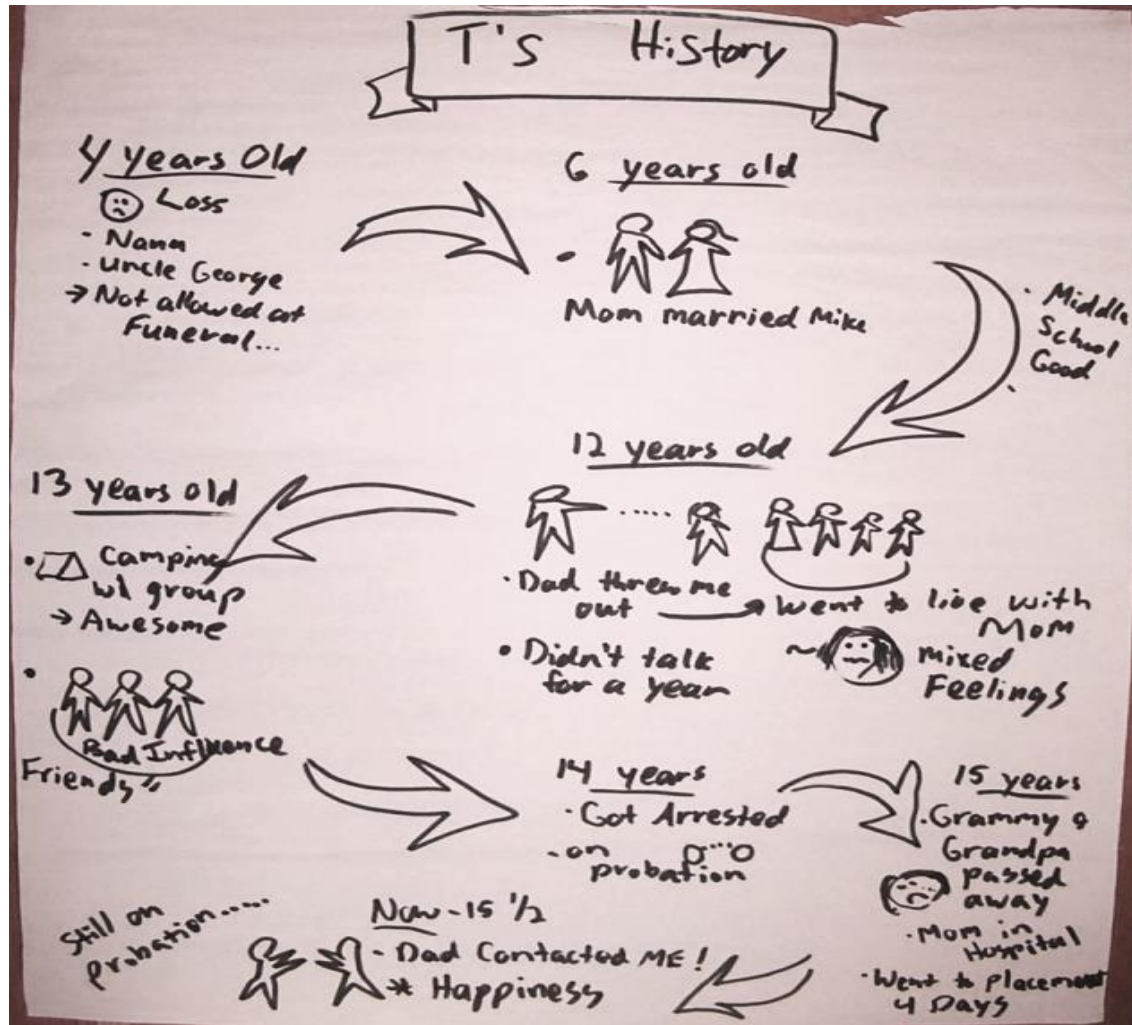 T's History
4 years Old
Loss
· Nana
· Uncle George
→ Not allowed at
Funeral...
6 years old
·
Mom married Mike
· Middle
School
Good
·
12 years old
· Dad threw me
out → Went to live with
Mom
mixed
Feelings
· Didn't talk
for a year
13 years old
· Camping
w/ group
→ Awesome
·
Bad Influence
Friends"
14 years
· Got Arrested
- on
probation
15 years
· Grammy &
Grandpa
passed
away
· Mom in
Hospital
· Went to placement
4 Days
Now - 15 1/2
- Dad Contacted ME!
* Happiness
Still on
probation.....